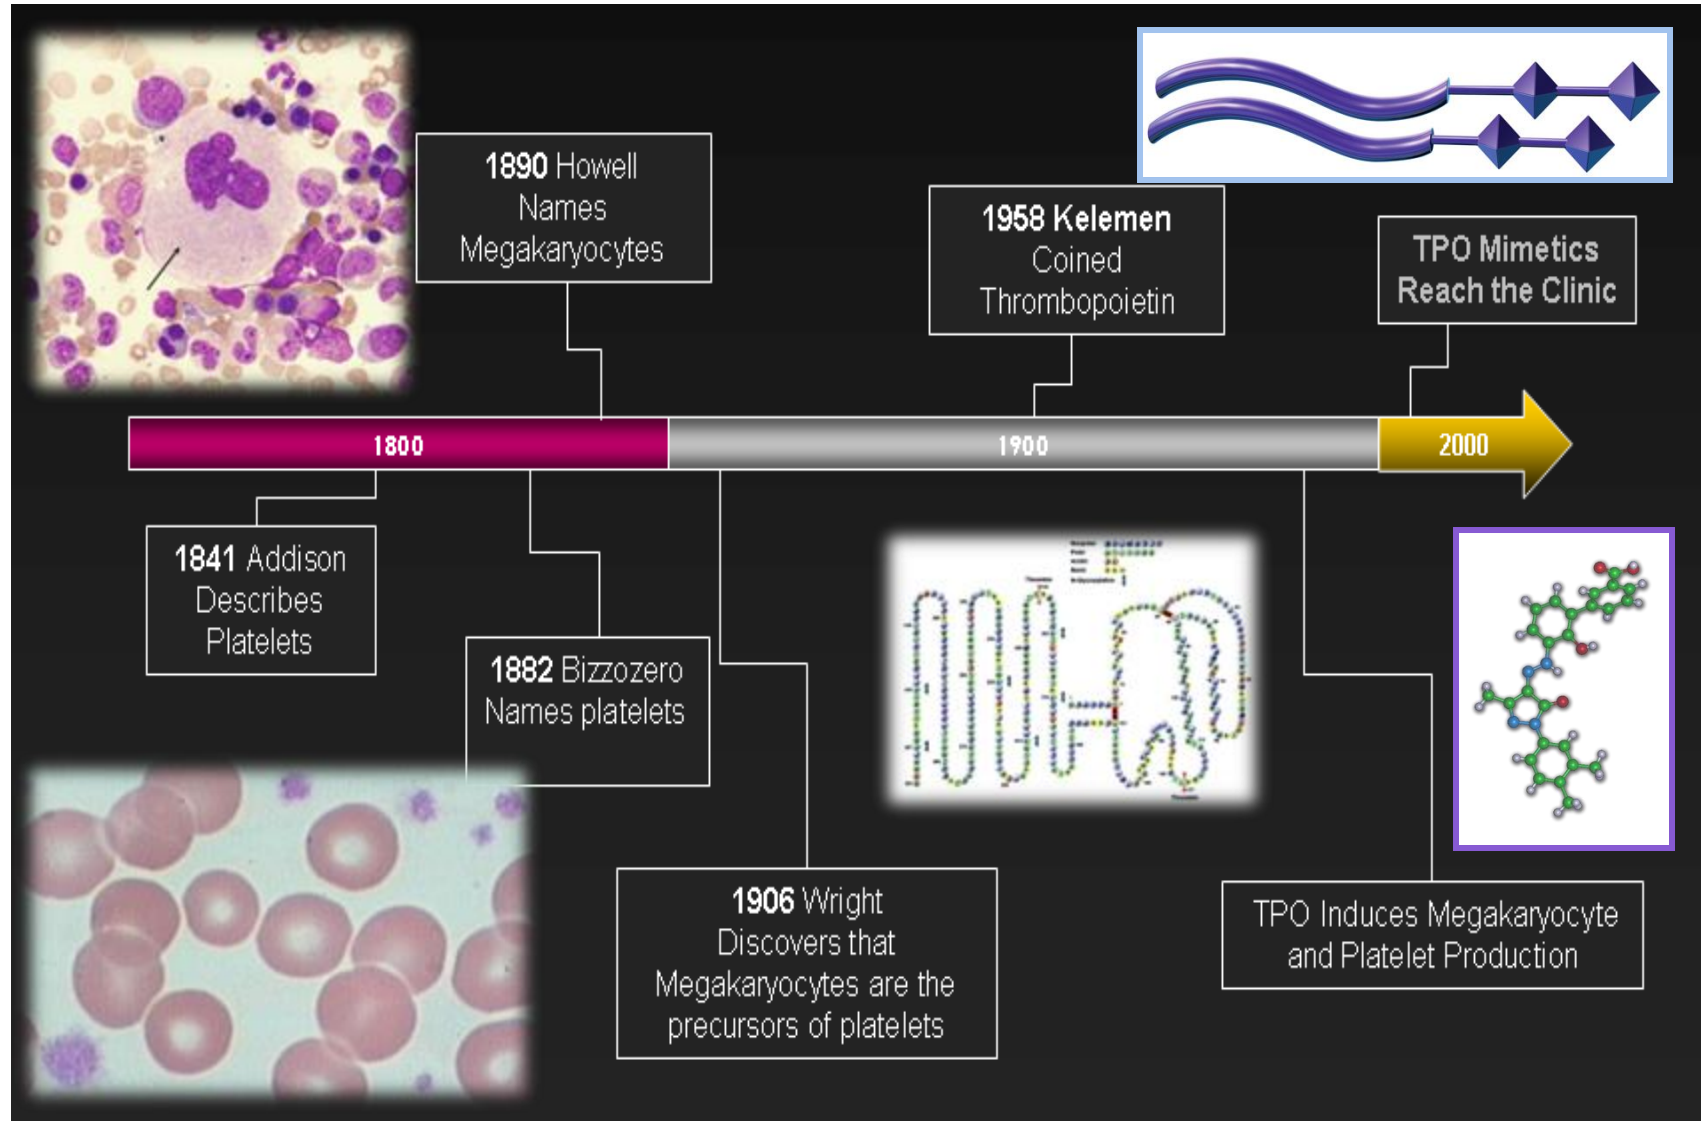 1890 Howell
Names
Megakaryocytes
1958 Kelemen
Coined
Thrombopoietin
TPO Mimetics
Reach the Clinic
1800
1900
2000
1841 Addison
Describes
Platelets
1882 Bizzozero
Names platelets
1906 Wright
Discovers that
Megakaryocytes are the
precursors of platelets
TPO Induces Megakaryocyte
and Platelet Production